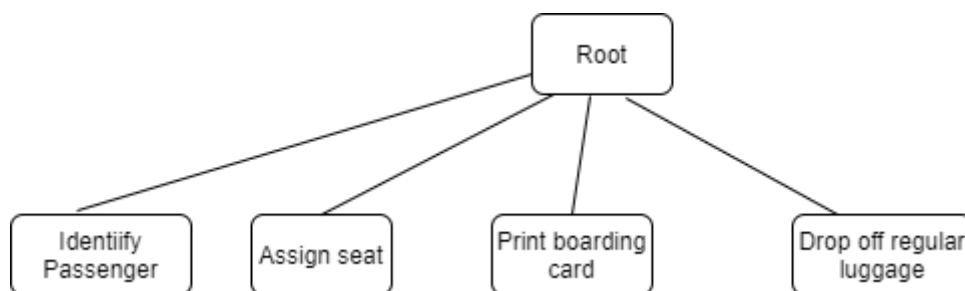 Root
Identiify
Passenger
Assign seat
Print boarding
card
Drop off regular
luggage